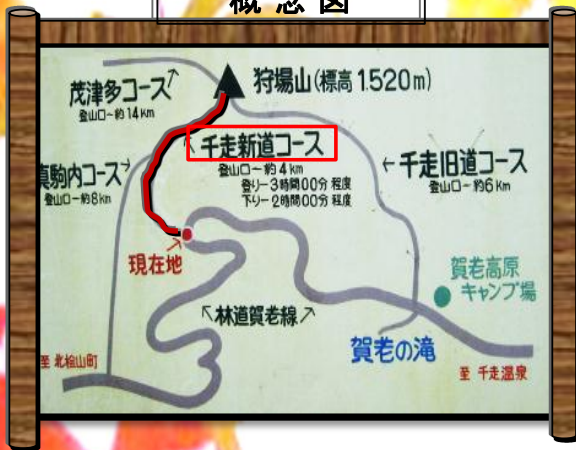 概念図
狩場山(標高1.520m)
茂津多コース
登山口～約14km
千走新道コース
登山口～約4km
登り－3時間00分 程度
下り－2時間00分 程度
千走旧道コース
登山口～約6km
真駒内コース
登山口～約8km
現在地
賀老高原
キャンプ場
林道賀老線
賀老の滝
至 北桧山町
至 千走温泉